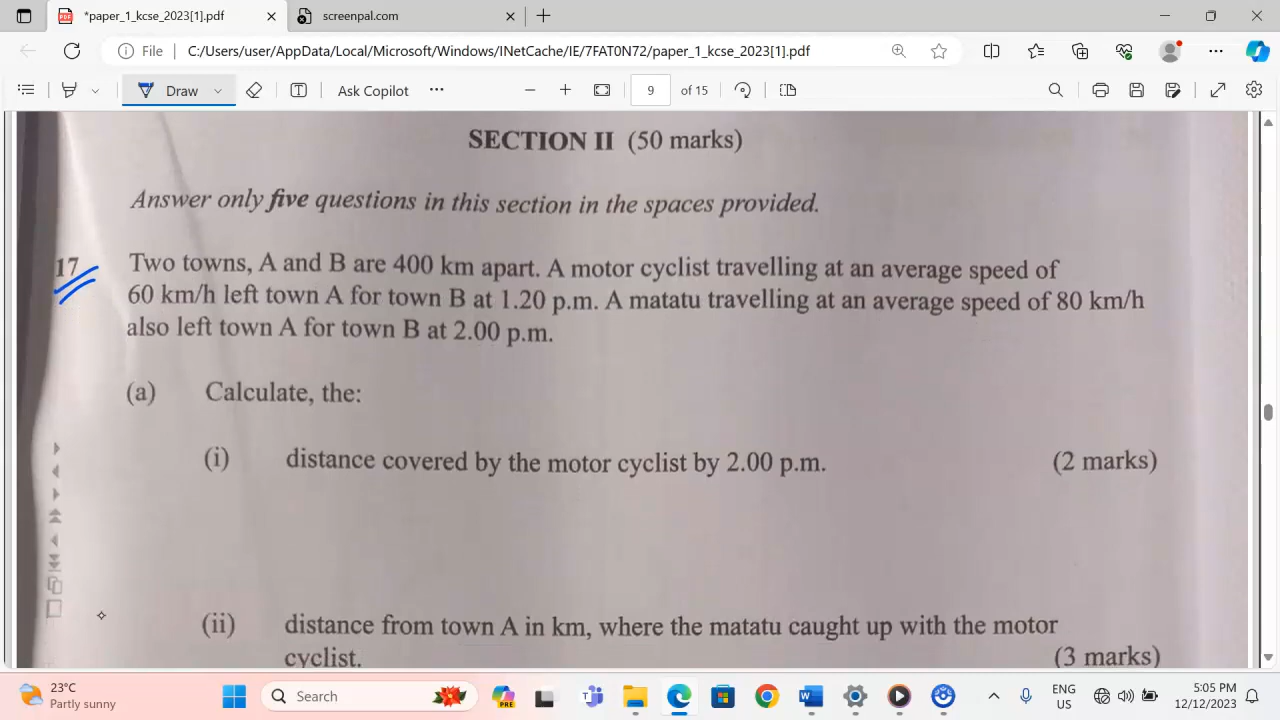 *paper_1_kcse_2023[1].pdf
screenpal.com
File
C:/Users/user/AppData/Local/Microsoft/Windows/INetCache/IE/7FAT0N72/paper_1_kcse_2023[1].pdf
Draw
Ask Copilot
9
of 15
SECTION II (50 marks)
Answer only five questions in this section in the spaces provided.
17 Two towns, A and B are 400 km apart. A motor cyclist travelling at an average speed of
60 km/h left town A for town B at 1.20 p.m. A matatu travelling at an average speed of 80 km/h
also left town A for town B at 2.00 p.m.
(a) Calculate, the:
(i) distance covered by the motor cyclist by 2.00 p.m. (2 marks)
(ii) distance from town A in km, where the matatu caught up with the motor
cyclist. (3 marks)
23°C
Partly sunny
Search
PRE
ENG
US
5:05 PM
12/12/2023